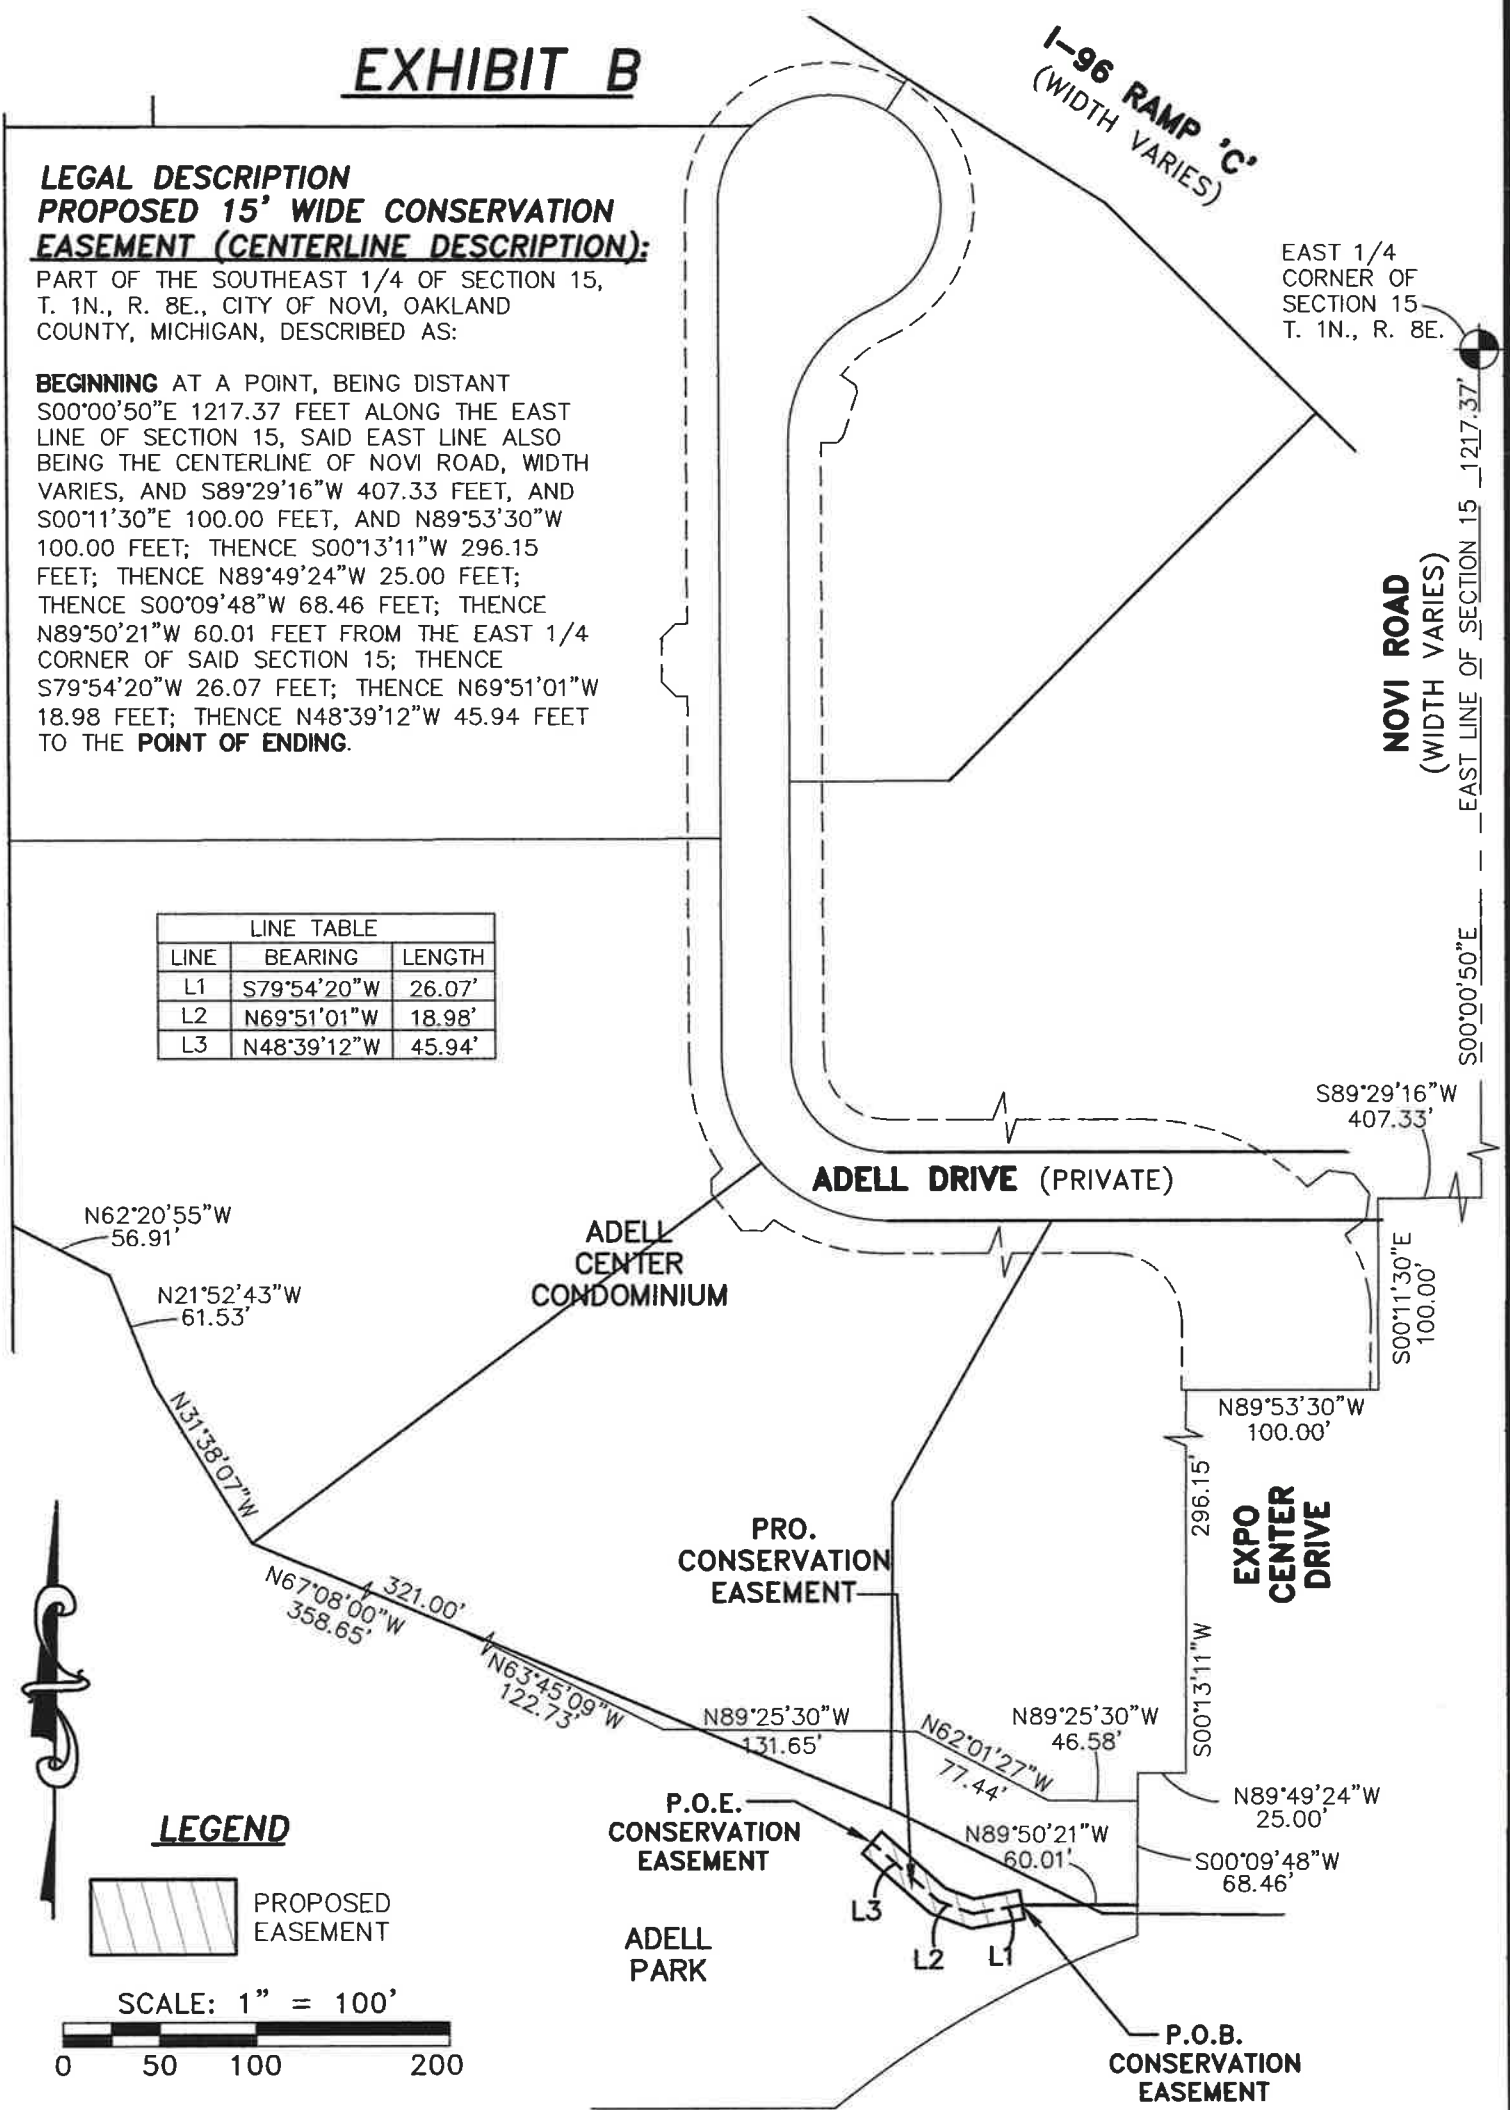 EXHIBIT B
I-96 RAMP 'C'
(WIDTH VARIES)
LEGAL DESCRIPTION
PROPOSED 15' WIDE CONSERVATION
EASEMENT (CENTERLINE DESCRIPTION):
PART OF THE SOUTHEAST 1/4 OF SECTION 15,
T. 1N., R. 8E., CITY OF NOVI, OAKLAND
COUNTY, MICHIGAN, DESCRIBED AS:
BEGINNING AT A POINT, BEING DISTANT
S00°00'50"E 1217.37 FEET ALONG THE EAST
LINE OF SECTION 15, SAID EAST LINE ALSO
BEING THE CENTERLINE OF NOVI ROAD, WIDTH
VARIES, AND S89°29'16"W 407.33 FEET, AND
S00°11'30"E 100.00 FEET, AND N89°53'30"W
100.00 FEET; THENCE S00°13'11"W 296.15
FEET; THENCE N89°49'24"W 25.00 FEET;
THENCE S00°09'48"W 68.46 FEET; THENCE
N89°50'21"W 60.01 FEET FROM THE EAST 1/4
CORNER OF SAID SECTION 15; THENCE
S79°54'20"W 26.07 FEET; THENCE N69°51'01"W
18.98 FEET; THENCE N48°39'12"W 45.94 FEET
TO THE POINT OF ENDING.
EAST 1/4
CORNER OF
SECTION 15
T. 1N., R. 8E.
NOVI ROAD
(WIDTH VARIES)
S00°00'50"E EAST LINE OF SECTION 15 1217.37'
LINE TABLE
LINE BEARING LENGTH
L1 S79°54'20"W 26.07'
L2 N69°51'01"W 18.98'
L3 N48°39'12"W 45.94'
S89°29'16"W
407.33'
ADELL DRIVE (PRIVATE)
N62°20'55"W
56.91'
ADELL
CENTER
CONDOMINIUM
N21°52'43"W
61.53'
S00°11'30"E
100.00'
N31°38'07"W
N89°53'30"W
100.00'
EXPO
CENTER
DRIVE
S00°13'11"W 296.15'
PRO.
CONSERVATION
EASEMENT
321.00'
N67°08'00"W
358.65'
N63°45'09"W
122.73'
N89°25'30"W
131.65'
N62°01'27"W
77.44'
N89°25'30"W
46.58'
N89°49'24"W
25.00'
P.O.E.
CONSERVATION
EASEMENT
N89°50'21"W
60.01'
S00°09'48"W
68.46'
L3
L2
L1
ADELL
PARK
P.O.B.
CONSERVATION
EASEMENT
LEGEND
PROPOSED
EASEMENT
SCALE: 1" = 100'
0 50 100 200